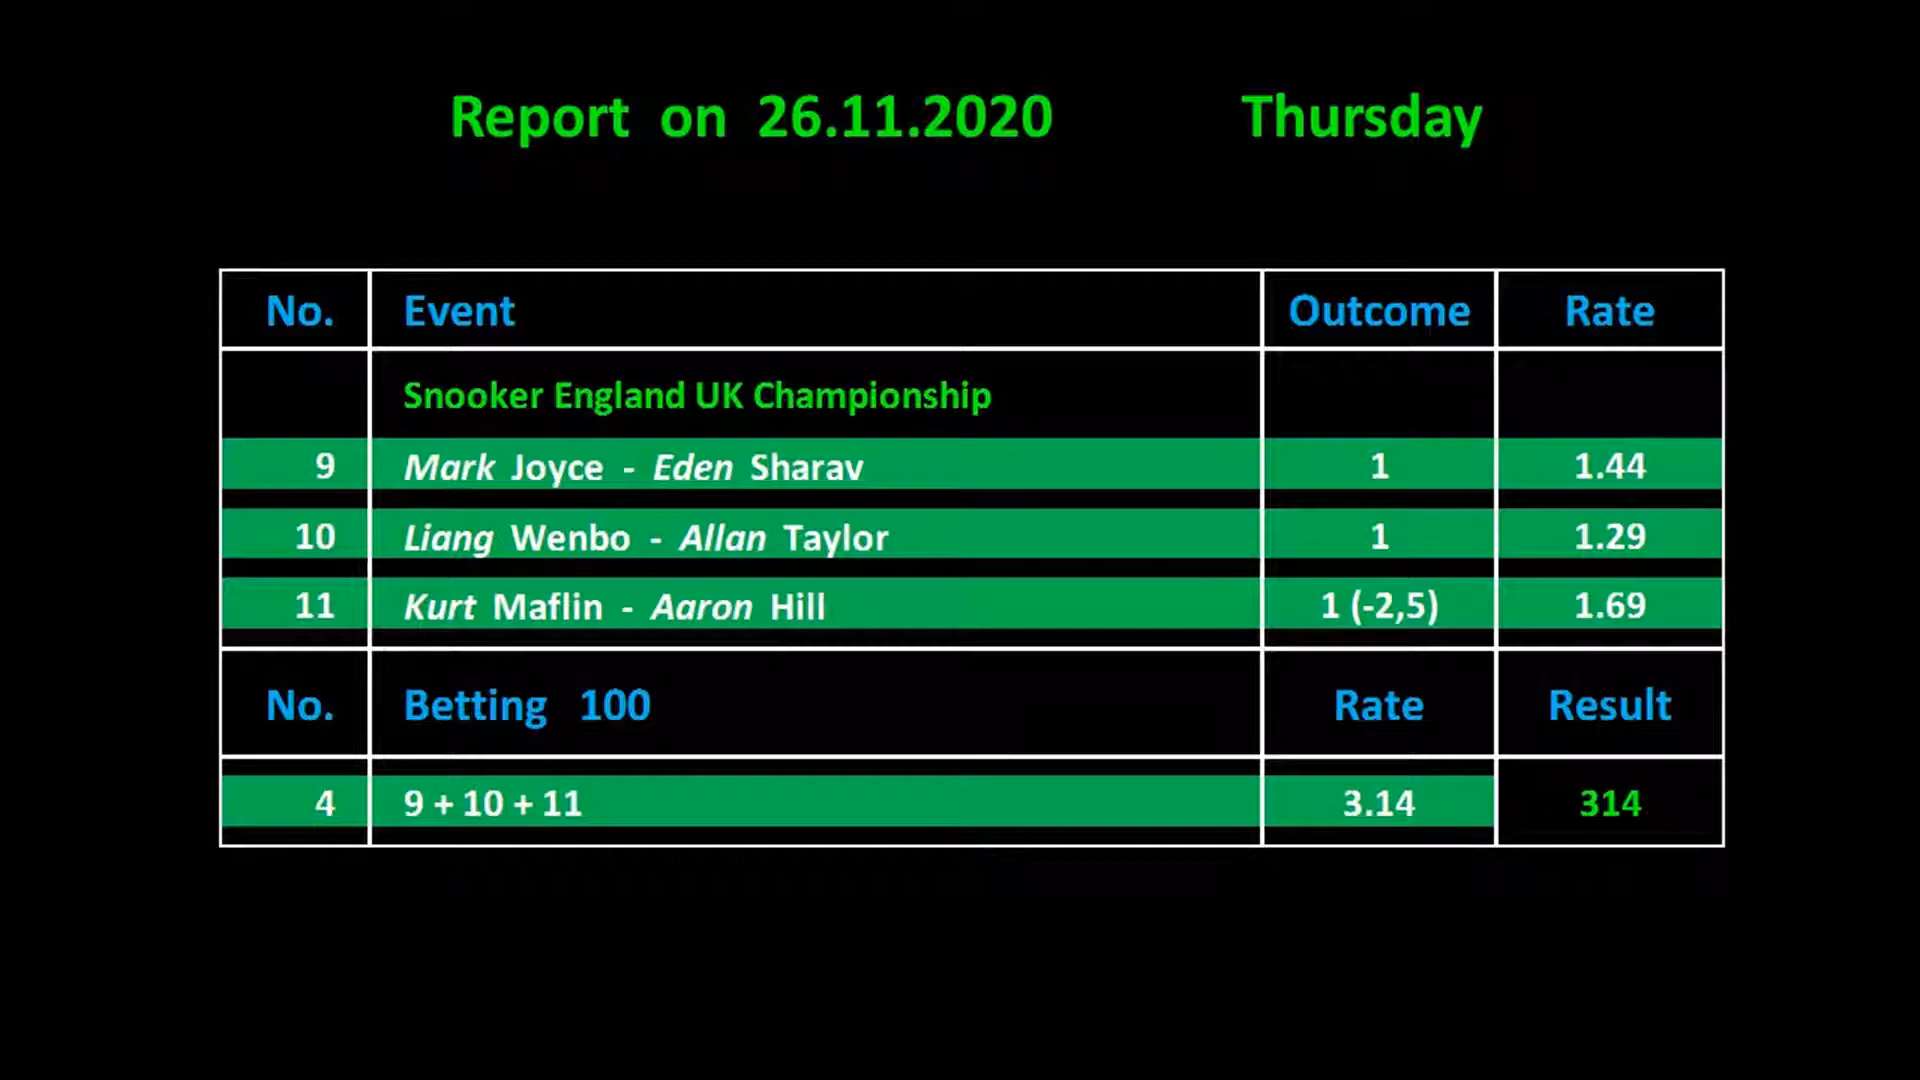 Report on 26.11.2020 Thursday
No. Event Outcome Rate
Snooker England UK Championship
9 Mark Joyce - Eden Sharav 1 1.44
10 Liang Wenbo - Allan Taylor 1 1.29
11 Kurt Maflin - Aaron Hill 1 (-2,5) 1.69
No. Betting 100 Rate Result
4 9 + 10 + 11 3.14 314